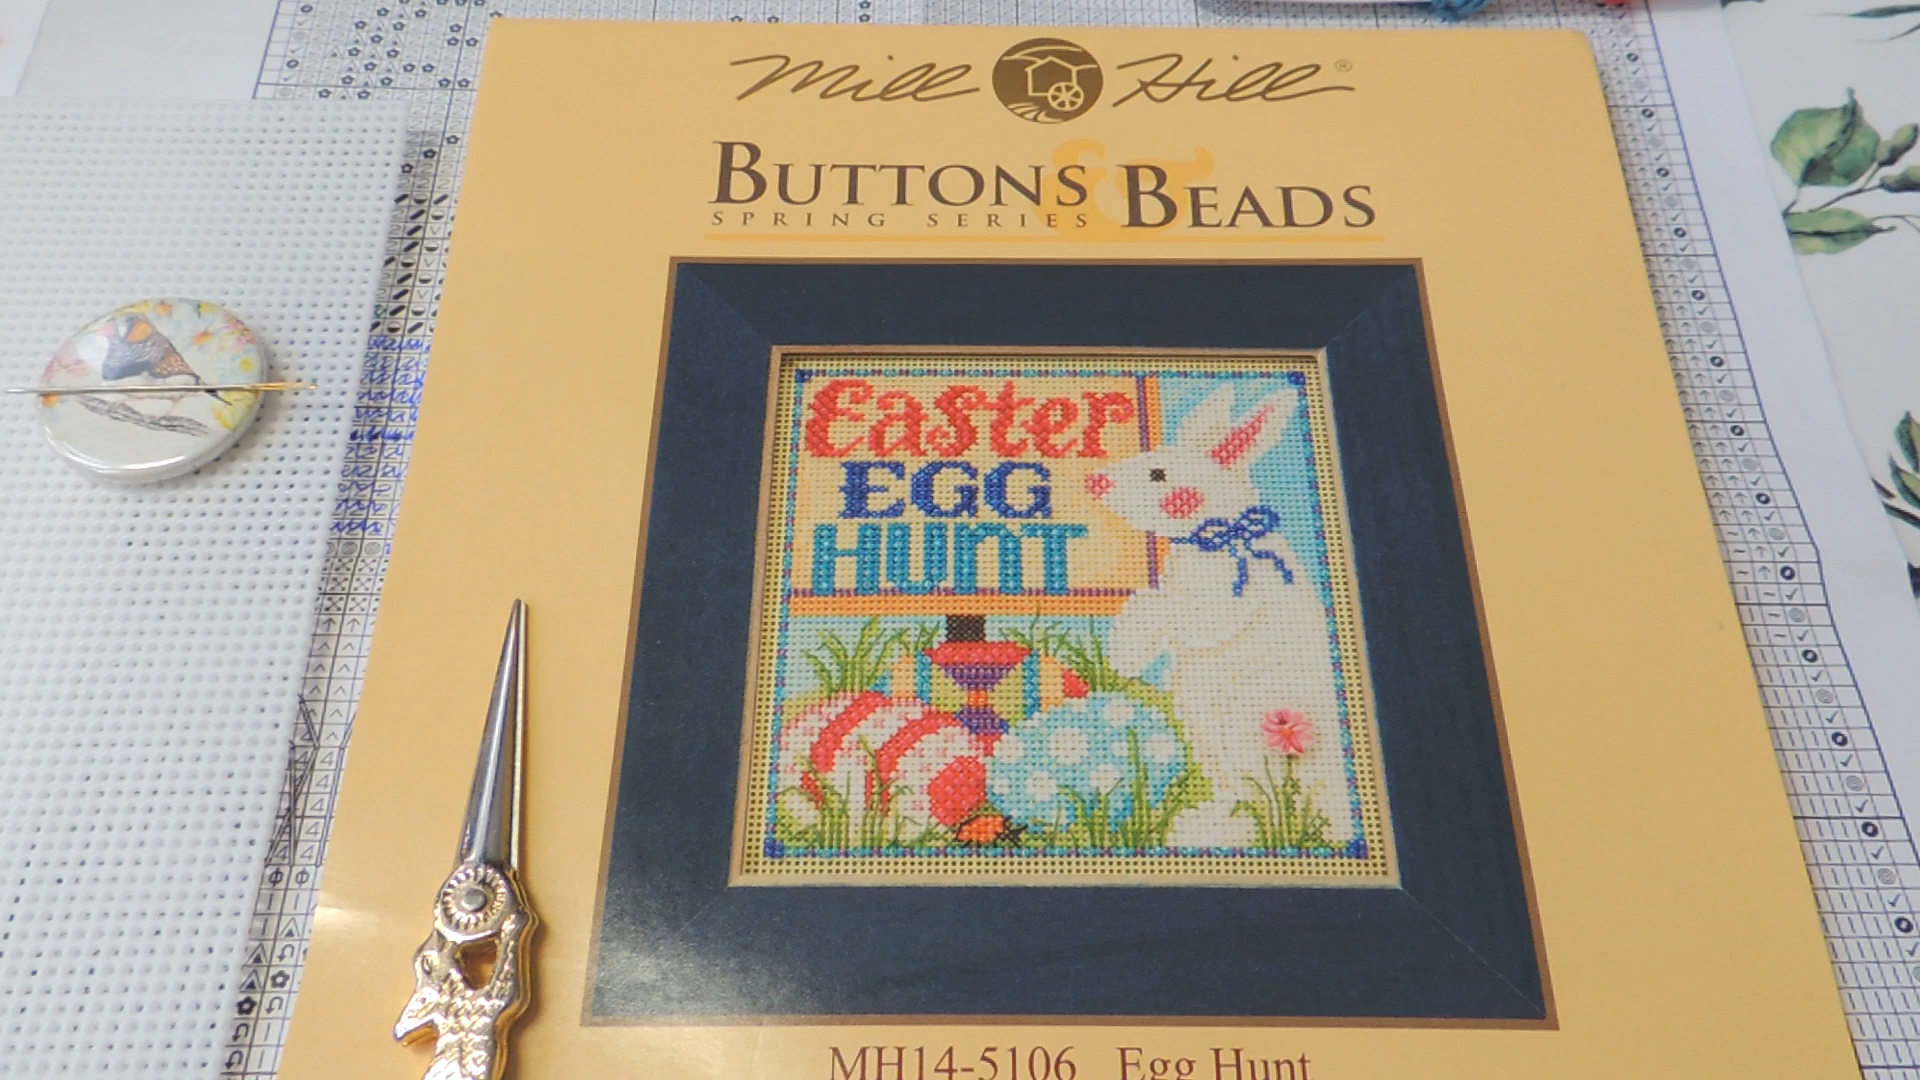 Mill Hill®
BUTTONS & BEADS
SPRING SERIES
Easter
EGG
HUNT
MH14-5106 Egg Hunt